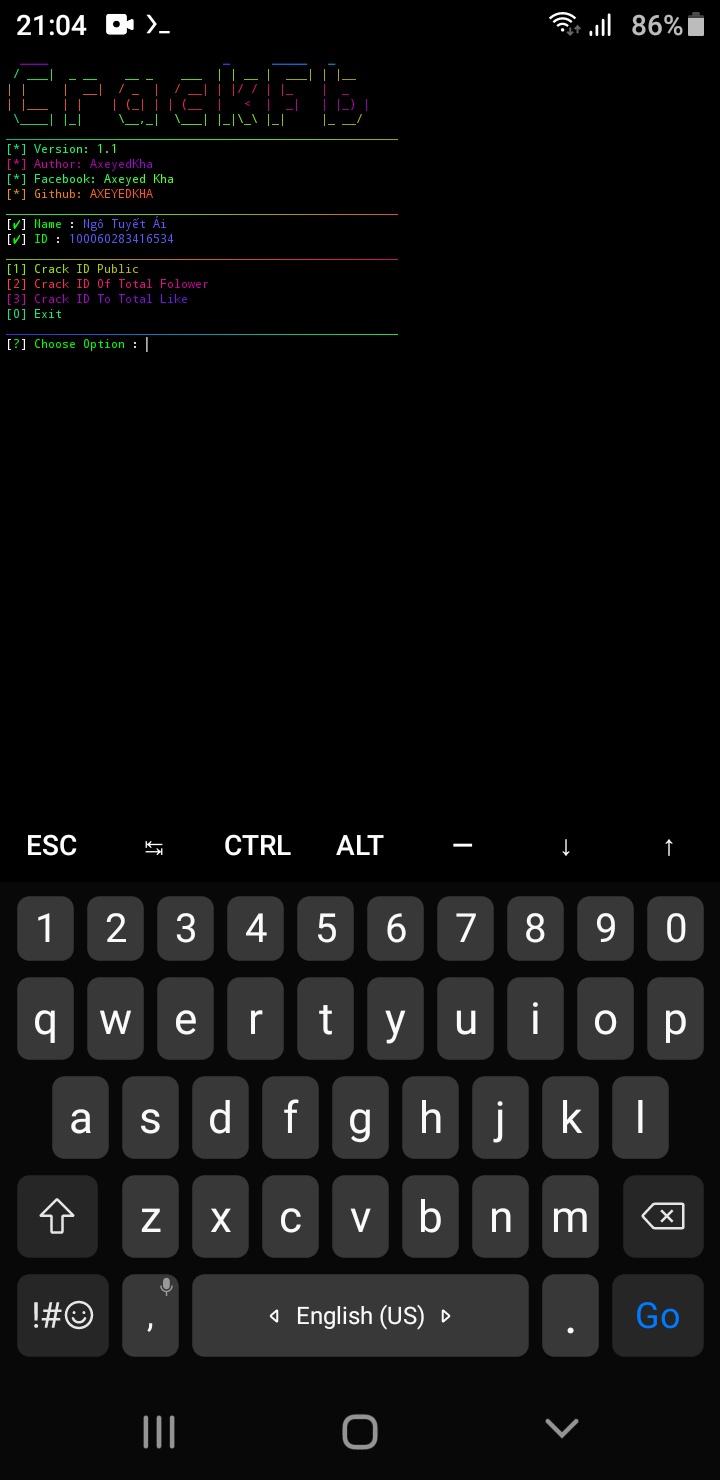 21:04
86%
CrackFb
[*] Version: 1.1
[*] Author: AxeyedKha
[*] Facebook: Axeyed Kha
[*] Github: AXEYEDKHA
[✔] Name : Ngô Tuyết Ái
[✔] ID : 100060283416534
[1] Crack ID Public
[2] Crack ID Of Total Folower
[3] Crack ID To Total Like
[0] Exit
[?] Choose Option :
ESC ↹ CTRL ALT – ↓ ↑
1 2 3 4 5 6 7 8 9 0
q w e r t y u i o p
a s d f g h j k l
z x c v b n m
!#☺ , English (US) . Go